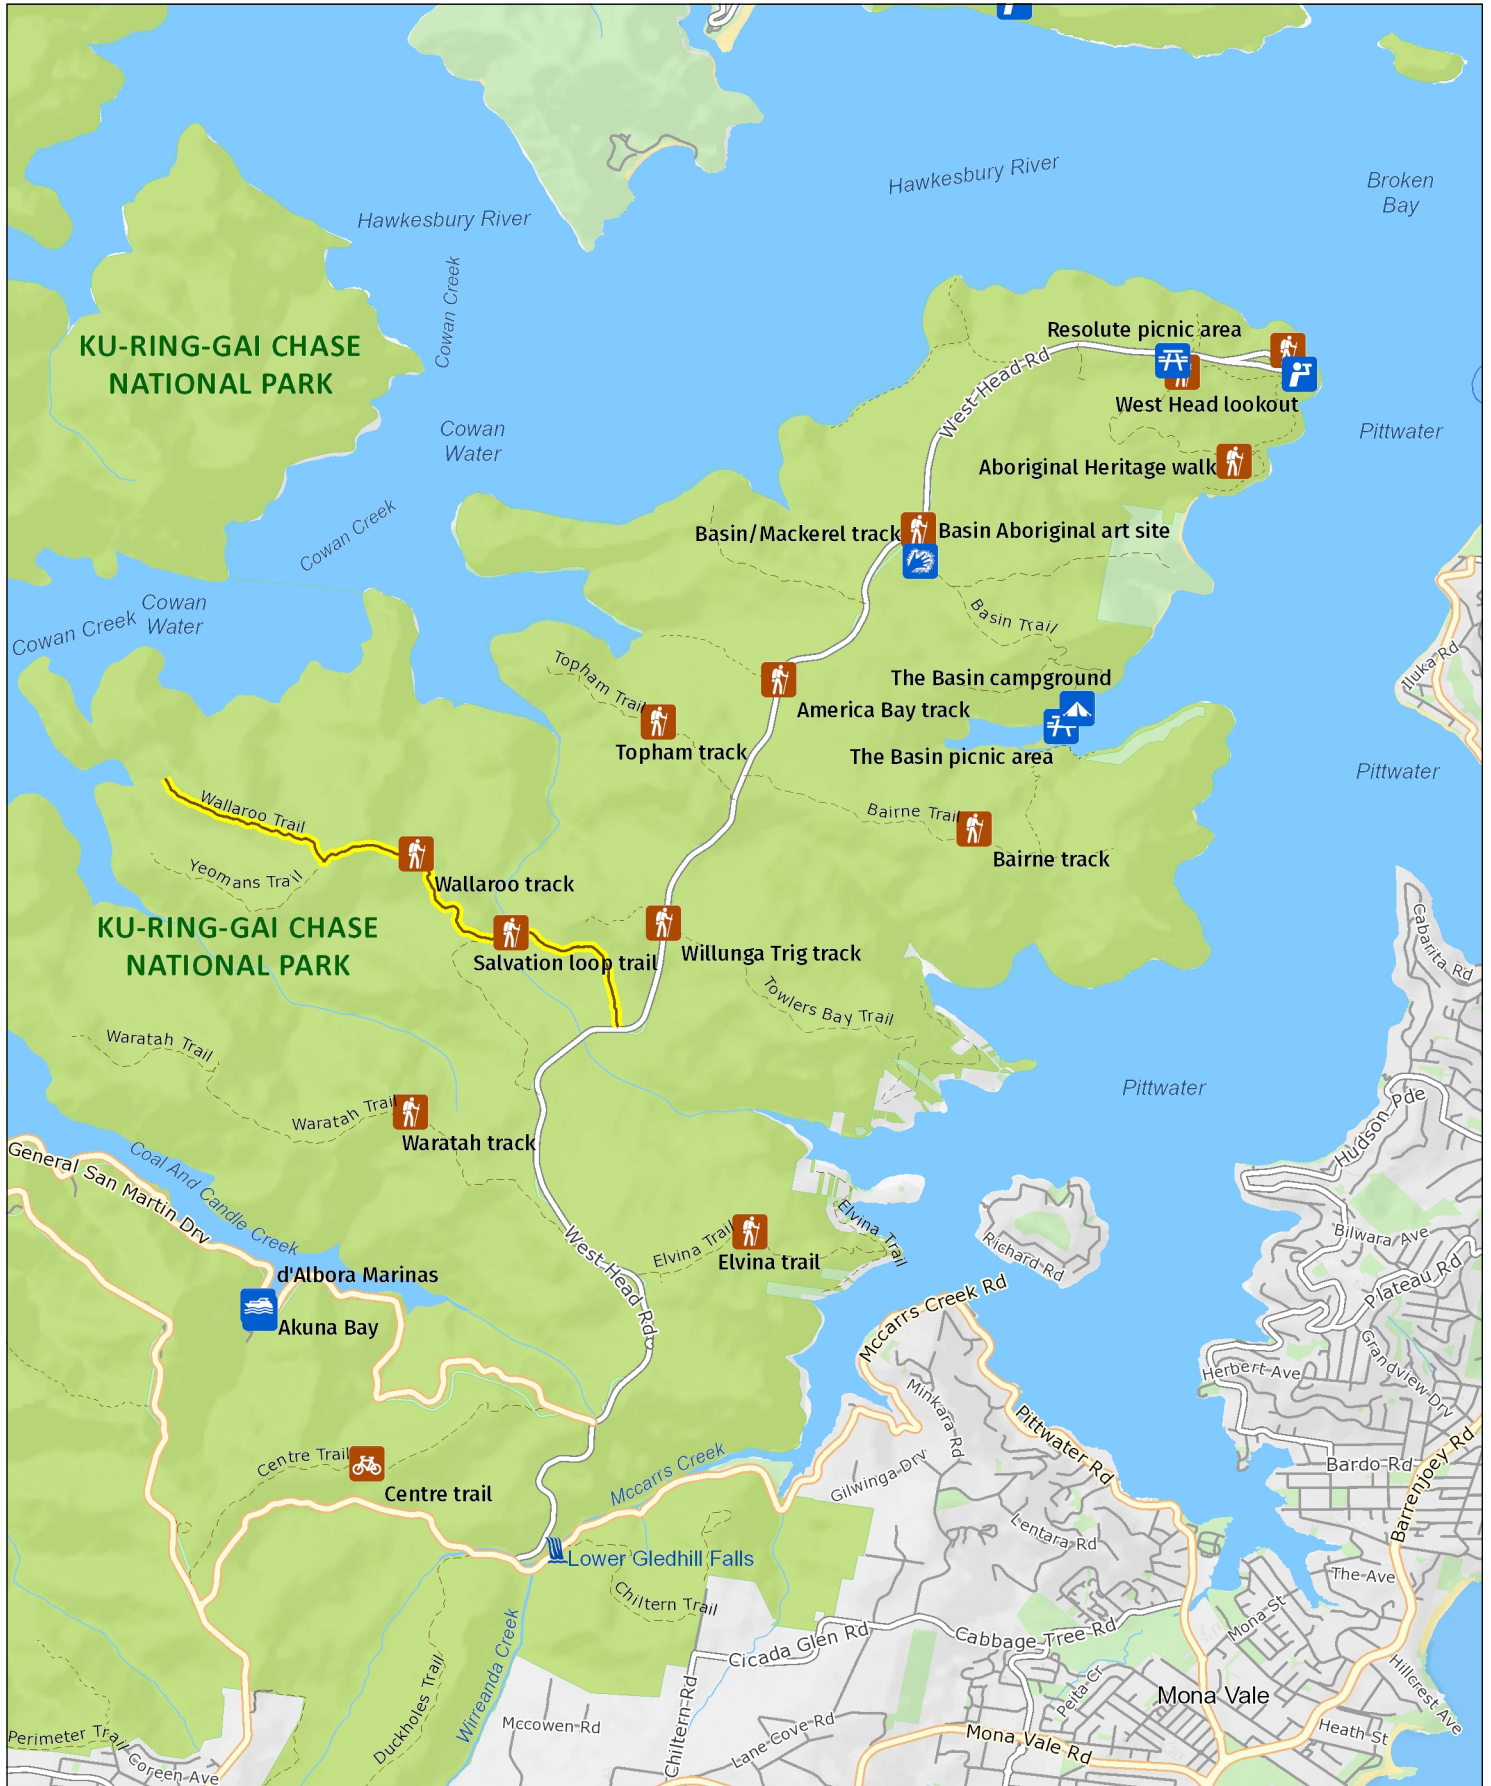 Hawkesbury River
Broken
Bay
Hawkesbury River
Cowan Creek
KU-RING-GAI CHASE
NATIONAL PARK
Resolute picnic area
West Head Rd
West Head lookout
Cowan
Water
Pittwater
Aboriginal Heritage walk
Cowan Creek
Basin/Mackerel track
Basin Aboriginal art site
Cowan
Water
Cowan Creek
Basin Trail
Iluka Rd
Topham Trail
The Basin campground
America Bay track
Topham track
The Basin picnic area
Pittwater
Wallaroo Trail
Bairne Trail
Bairne track
Yeomans Trail
Wallaroo track
KU-RING-GAI CHASE
NATIONAL PARK
Salvation loop trail
Willunga Trig track
Cabarita Rd
Towlers Bay Trail
Waratah Trail
Pittwater
Waratah Trail
Waratah track
Hudson Pde
General San Martin Drv
Coal And Candle Creek
Elvina Trail
Elvina Trail
Elvina trail
West Head Rd
Richard Rd
Bilwara Ave
Plateau Rd
d'Albora Marinas
Akuna Bay
Mccarrs Creek Rd
Herbert Ave
Grandview Drv
Minkara Rd
Pittwater Rd
Centre Trail
Centre trail
Mccarrs Creek
Gilwinga Drv
Bardo Rd
Barrenjoey Rd
Lentara Rd
Lower Gledhill Falls
The Ave
Chiltern Trail
Mona St
Cicada Glen Rd
Cabbage Tree Rd
Wirreanda Creek
Duckholes Trail
Peita Cr
Hillcrest Ave
Mona Vale
Chiltern Rd
Mccowen Rd
Lane Cove Rd
Mona Vale Rd
Heath St
Perimeter Trail
Coreen Ave